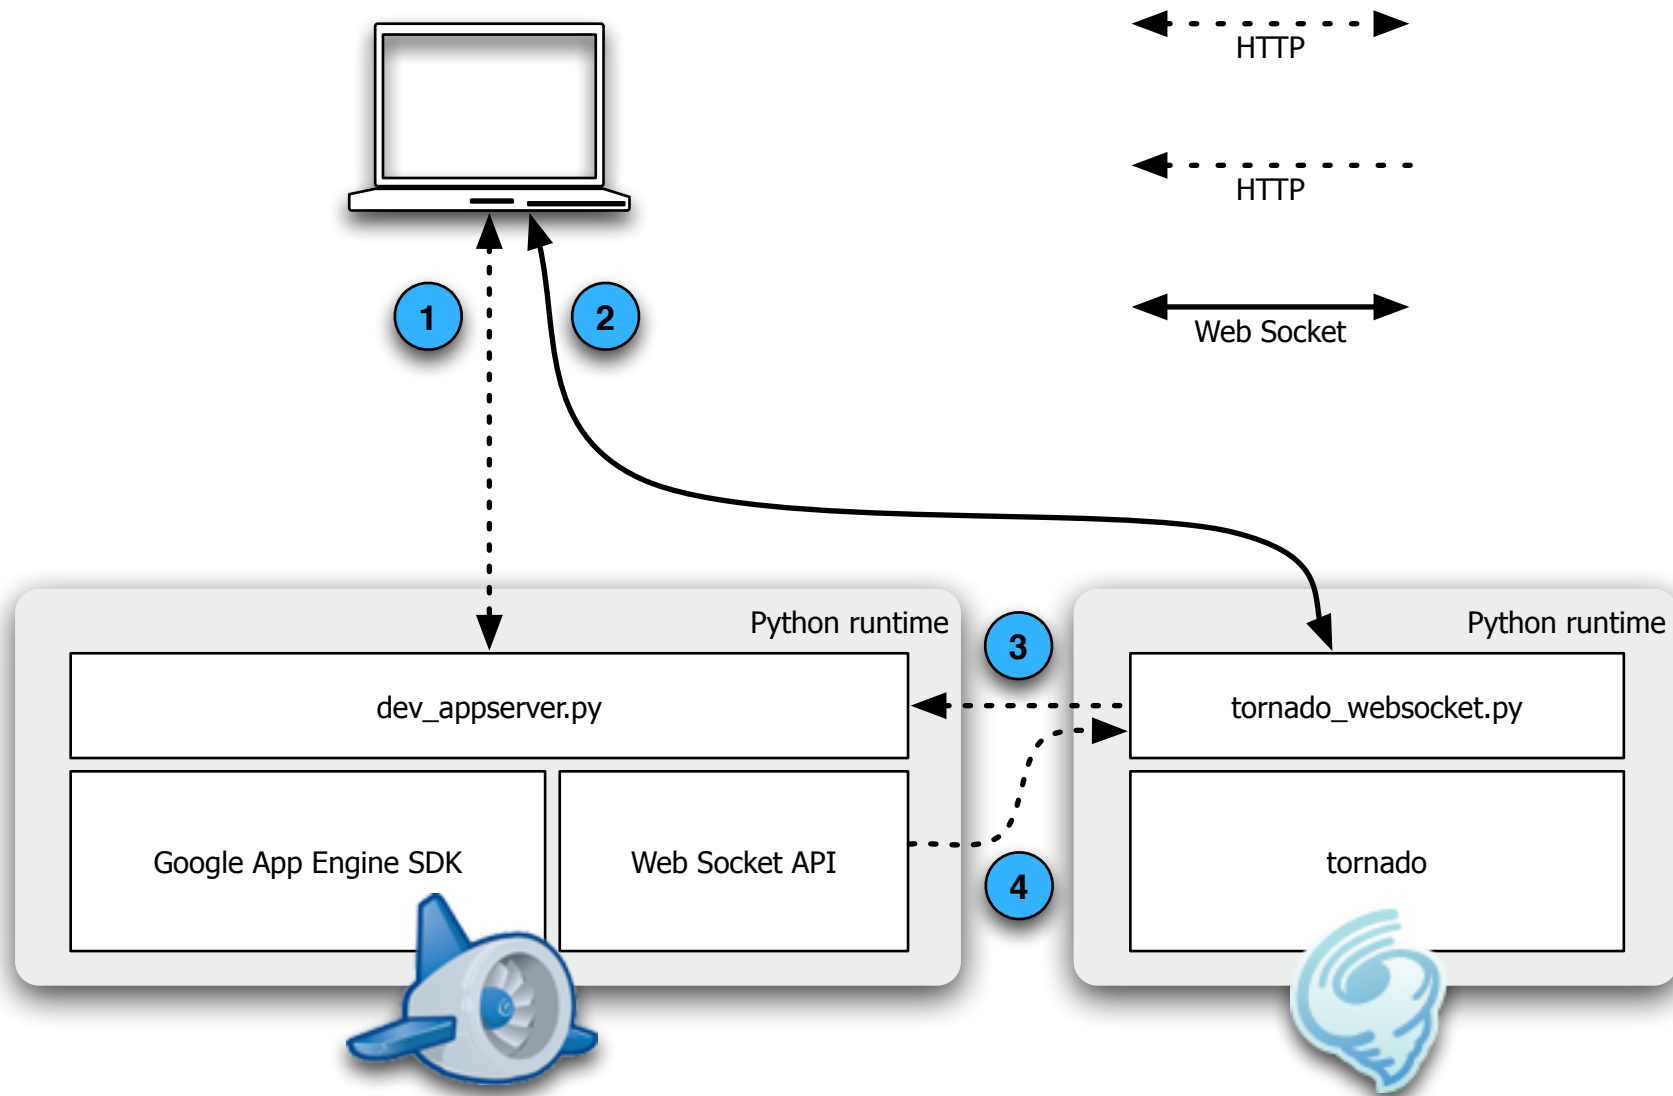 HTTP
HTTP
Web Socket
1
2
Python runtime
3
Python runtime
dev_appserver.py
tornado_websocket.py
Google App Engine SDK
Web Socket API
4
tornado